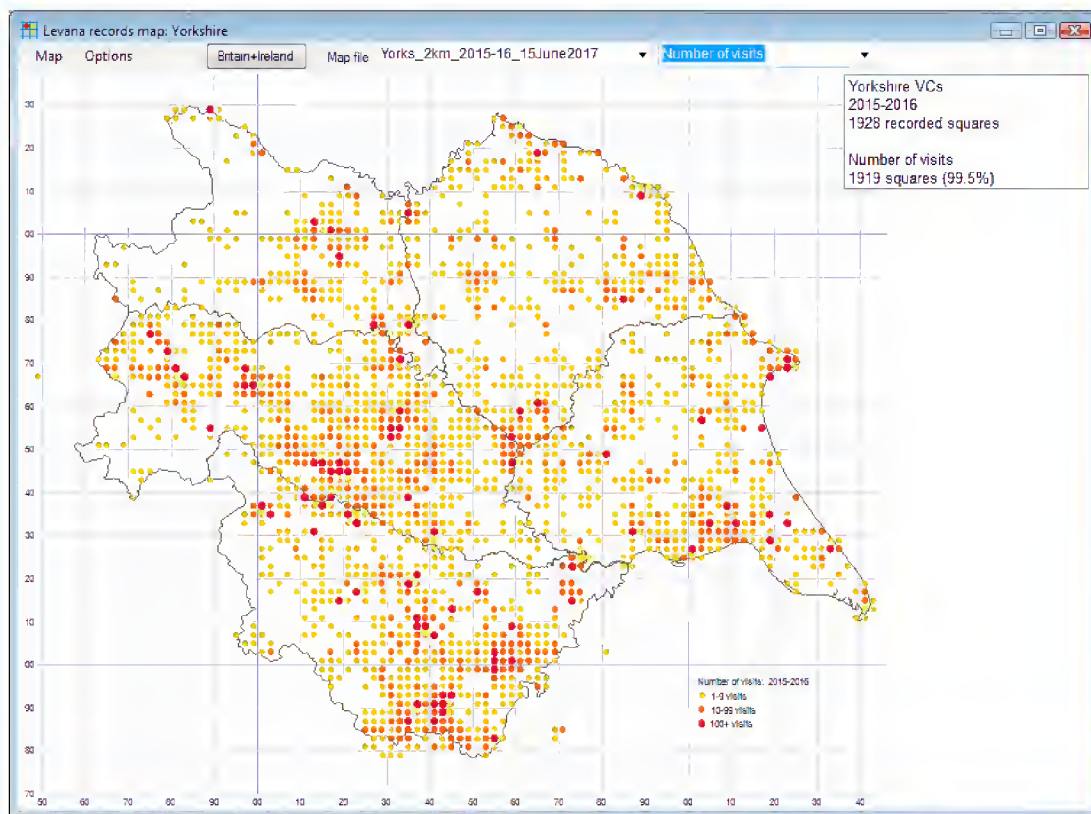 Levana records map: Yorkshire
Map Options Britain+Ireland Map file Yorks_2km_2015-16_15June2017 Number of visits
Yorkshire VCs
2015-2016
1928 recorded squares
Number of visits
1919 squares (99.5%)
30
20
10
00
90
80
70
60
50
40
30
20
10
00
90
80
70
Number of visits: 2015-2016
1-9 visits
10-99 visits
100+ visits
50 60 70 80 90 00 10 20 30 40 50 60 70 80 90 00 10 20 30 40